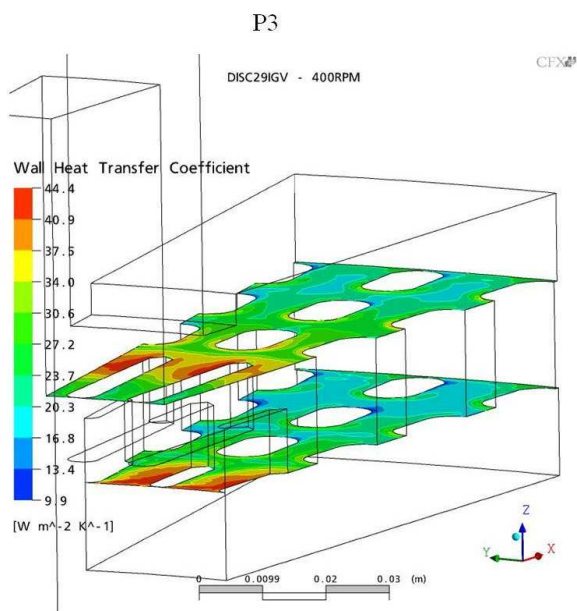 P3
CFX
DISC29IGV - 400RPM
Wall Heat Transfer Coefficient
44.4
40.9
37.5
34.0
30.6
27.2
23.7
20.3
16.8
13.4
9.9
[W m^-2 K^-1]
Z
Y X
0 0.0099 0.02 0.03 (m)